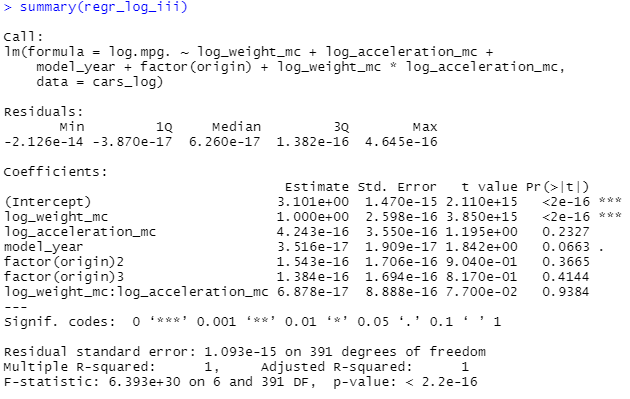 > summary(regr_log_iii)
Call:
lm(formula = log.mpg. ~ log_weight_mc + log_acceleration_mc +
    model_year + factor(origin) + log_weight_mc * log_acceleration_mc,
    data = cars_log)
Residuals:
       Min         1Q     Median         3Q        Max
-2.126e-14 -3.870e-17  6.260e-17  1.382e-16  4.645e-16
Coefficients:
                                   Estimate Std. Error   t value Pr(>|t|)
(Intercept)                       3.101e+00  1.470e-15 2.110e+15   <2e-16 ***
log_weight_mc                     1.000e+00  2.598e-16 3.850e+15   <2e-16 ***
log_acceleration_mc               4.243e-16  3.550e-16 1.195e+00   0.2327
model_year                        3.516e-17  1.909e-17 1.842e+00   0.0663 .
factor(origin)2                   1.543e-16  1.706e-16 9.040e-01   0.3665
factor(origin)3                   1.384e-16  1.694e-16 8.170e-01   0.4144
log_weight_mc:log_acceleration_mc 6.878e-17  8.888e-16 7.700e-02   0.9384
---
Signif. codes:  0 ‘***’ 0.001 ‘**’ 0.01 ‘*’ 0.05 ‘.’ 0.1 ‘ ’ 1
Residual standard error: 1.093e-15 on 391 degrees of freedom
Multiple R-squared:      1,	Adjusted R-squared:      1
F-statistic: 6.393e+30 on 6 and 391 DF,  p-value: < 2.2e-16